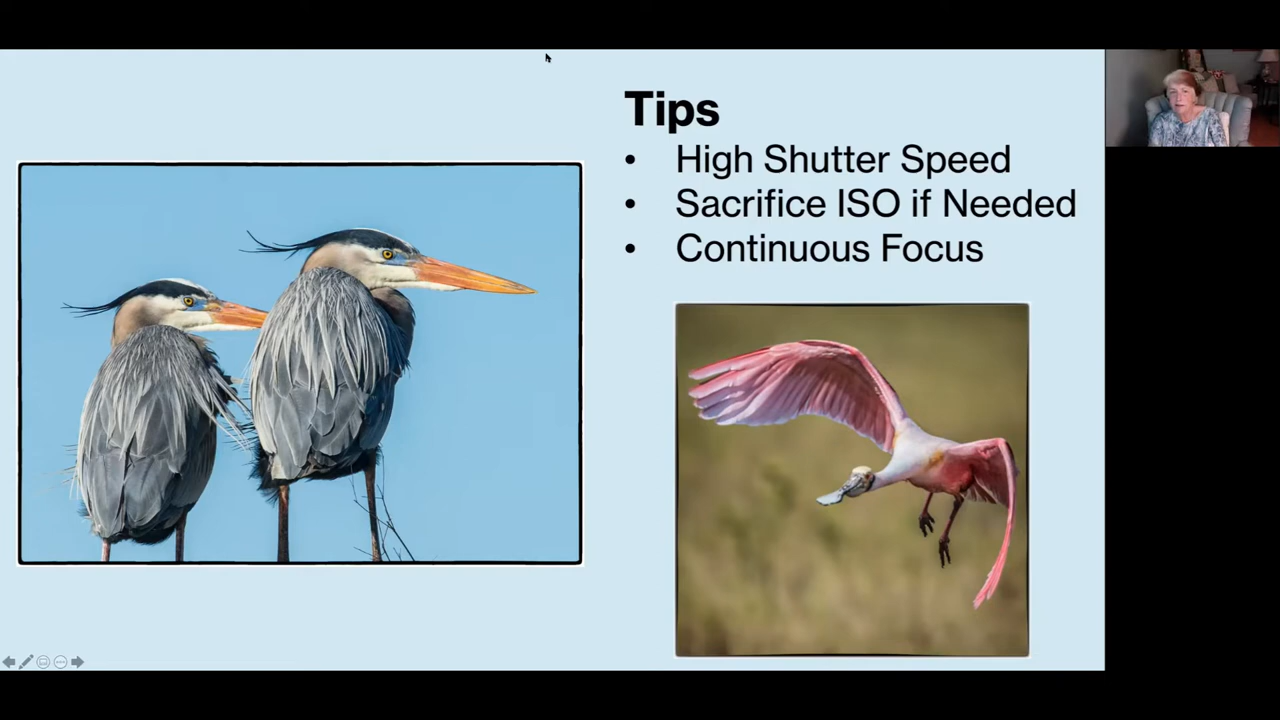 Tips
• High Shutter Speed
• Sacrifice ISO if Needed
• Continuous Focus